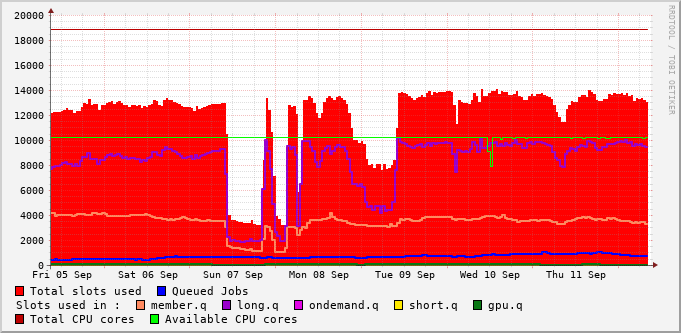 RRDTOOL / TOBI OETIKER
20000
18000
16000
14000
12000
10000
8000
6000
4000
2000
0
Fri 05 Sep Sat 06 Sep Sun 07 Sep Mon 08 Sep Tue 09 Sep Wed 10 Sep Thu 11 Sep
Total slots used Queued Jobs
Slots used in : member.q long.q ondemand.q short.q gpu.q
Total CPU cores Available CPU cores